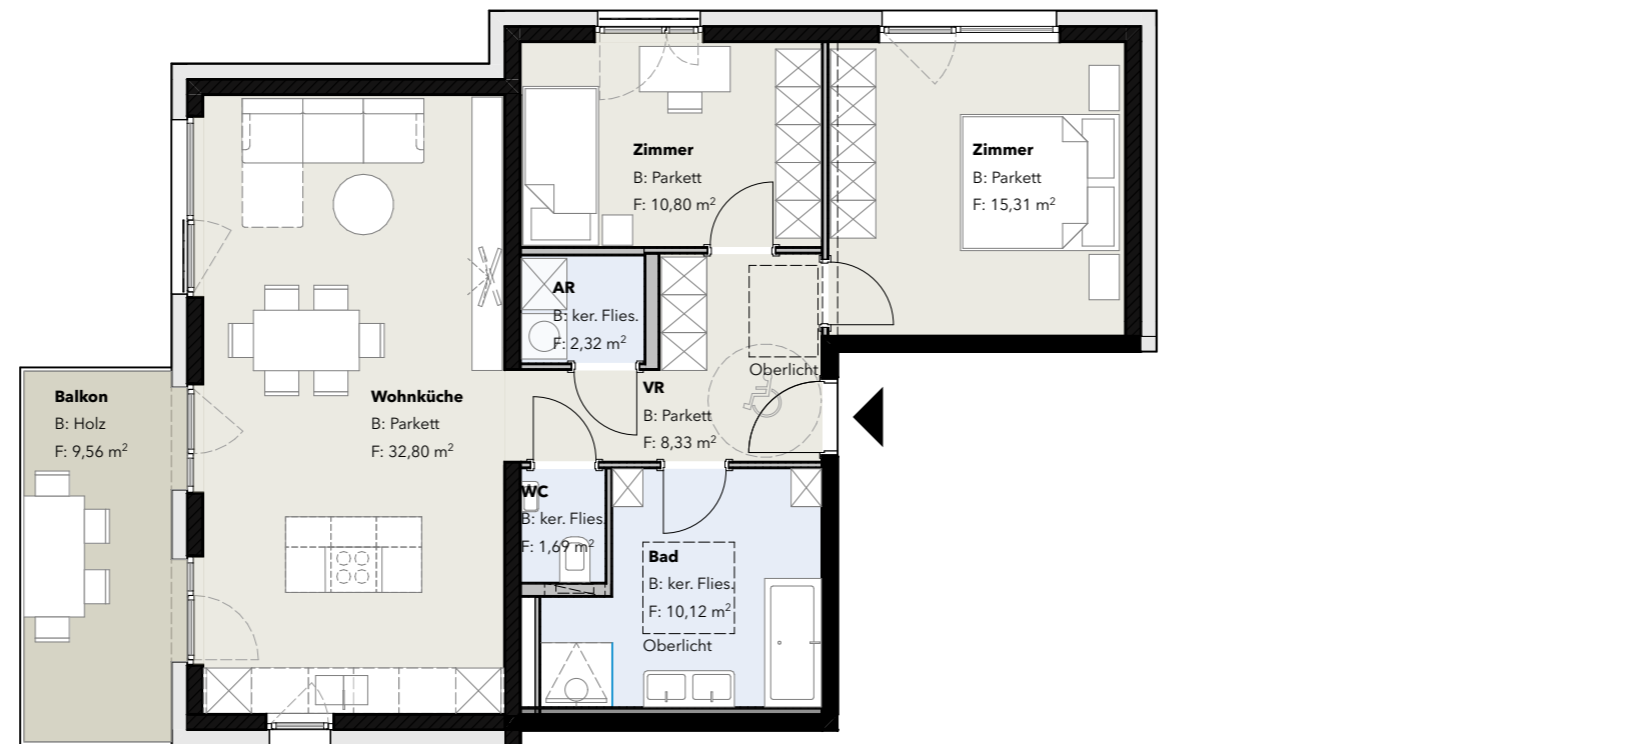 Zimmer
B: Parkett
F: 10,80 m²
Zimmer
B: Parkett
F: 15,31 m²
AR
B: ker. Flies.
F: 2,32 m²
Oberlicht
VR
B: Parkett
F: 8,33 m²
Balkon
B: Holz
F: 9,56 m²
Wohnküche
B: Parkett
F: 32,80 m²
WC
B: ker. Flies.
F: 1,69 m²
Bad
B: ker. Flies.
F: 10,12 m²
Oberlicht